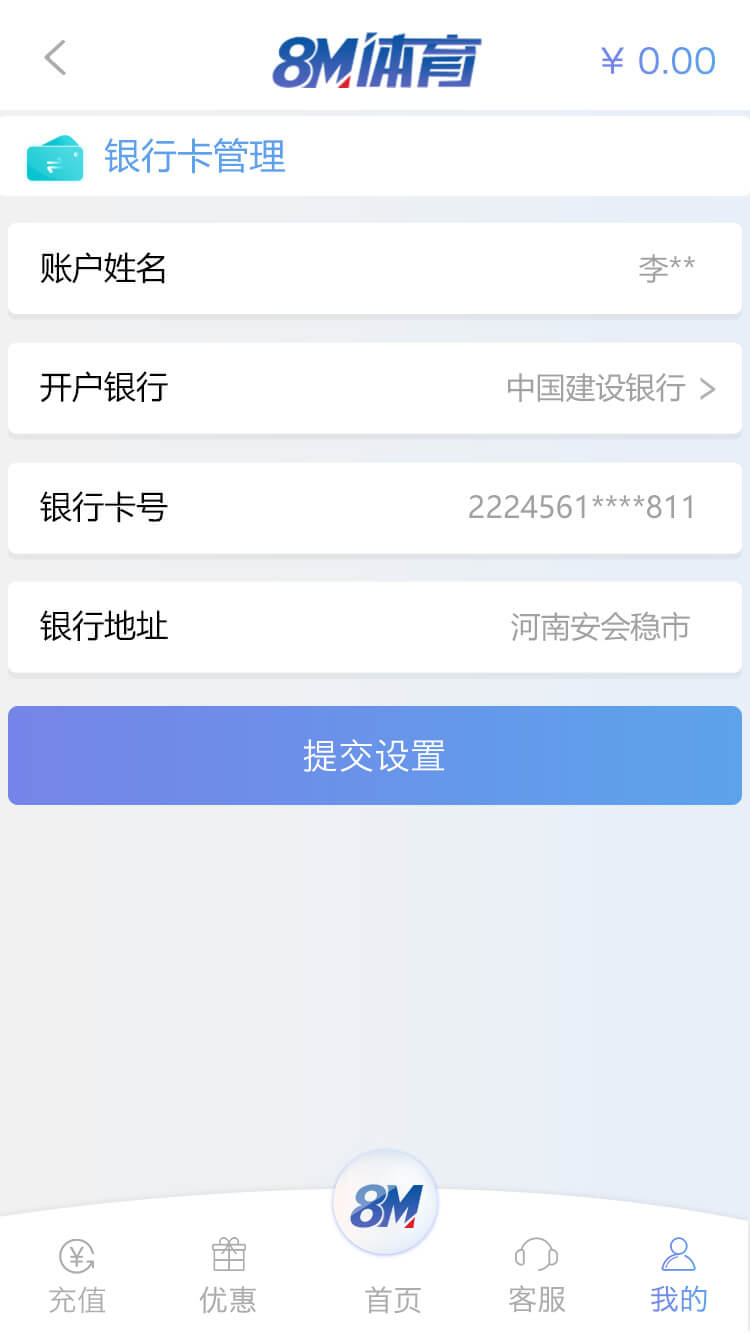 8M体育
¥ 0.00
银行卡管理
账户姓名
李**
开户银行
中国建设银行 >
银行卡号
2224561****811
银行地址
河南安会稳市
提交设置
8M
充值
优惠
首页
客服
我的